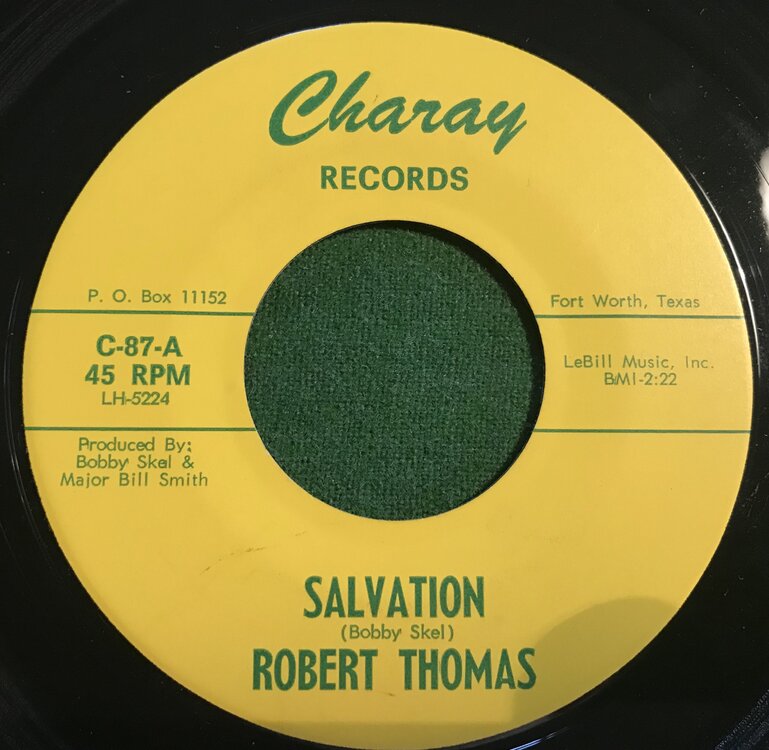 Charay
RECORDS
P. O. Box 11152
Fort Worth, Texas
C-87-A
45 RPM
LH-5224
LeBill Music, Inc.
BMI-2:22
Produced By:
Bobby Skel &
Major Bill Smith
SALVATION
(Bobby Skel)
ROBERT THOMAS